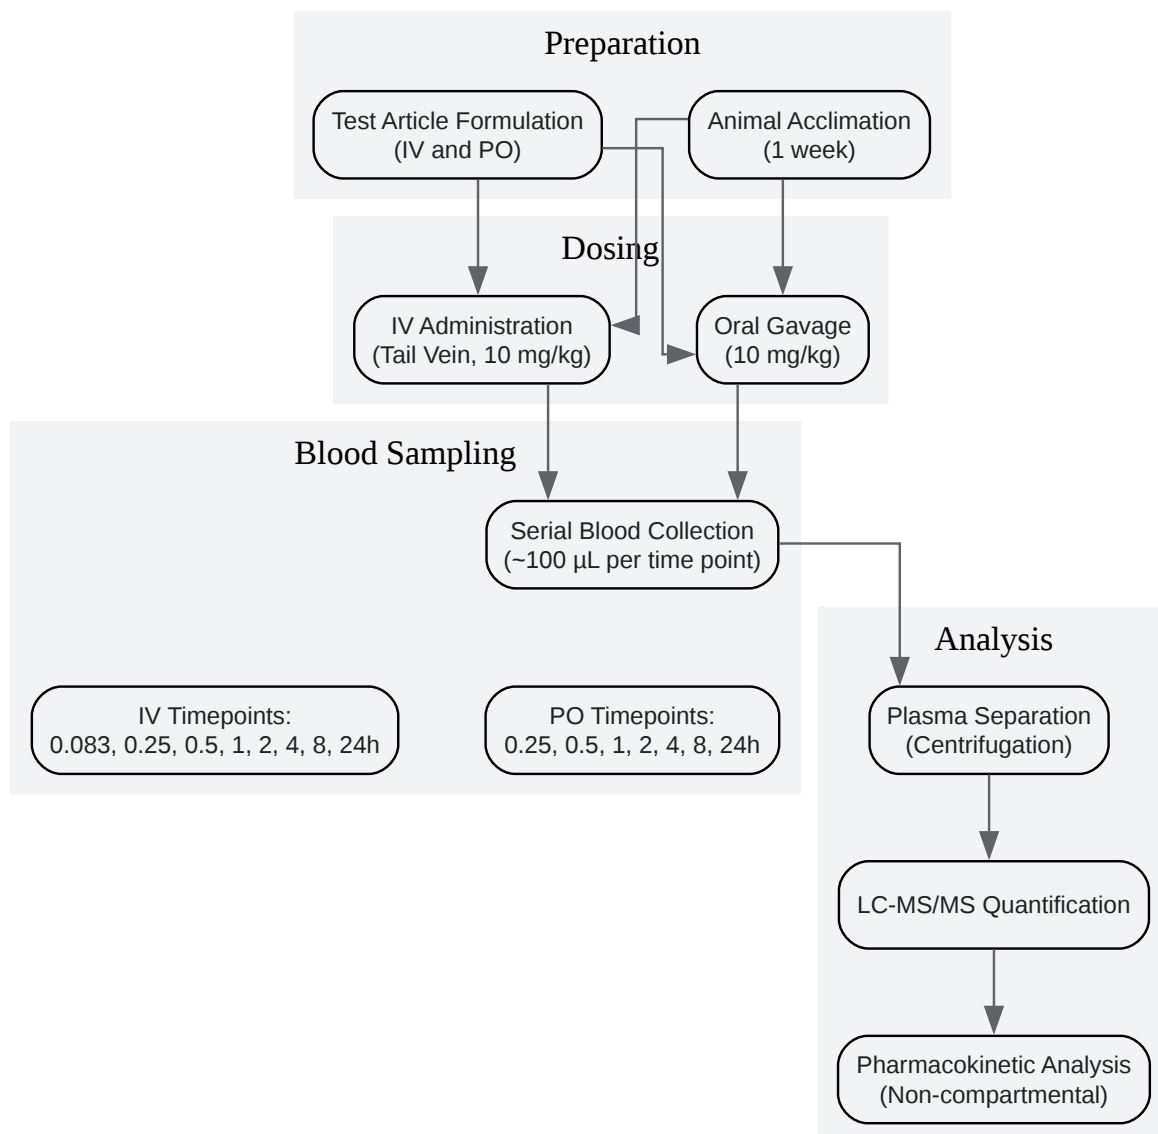 Preparation
Test Article Formulation
(IV and PO)
Animal Acclimation
(1 week)
Dosing
IV Administration
(Tail Vein, 10 mg/kg)
Oral Gavage
(10 mg/kg)
Blood Sampling
Serial Blood Collection
(~100 µL per time point)
IV Timepoints:
0.083, 0.25, 0.5, 1, 2, 4, 8, 24h
PO Timepoints:
0.25, 0.5, 1, 2, 4, 8, 24h
Analysis
Plasma Separation
(Centrifugation)
LC-MS/MS Quantification
Pharmacokinetic Analysis
(Non-compartmental)